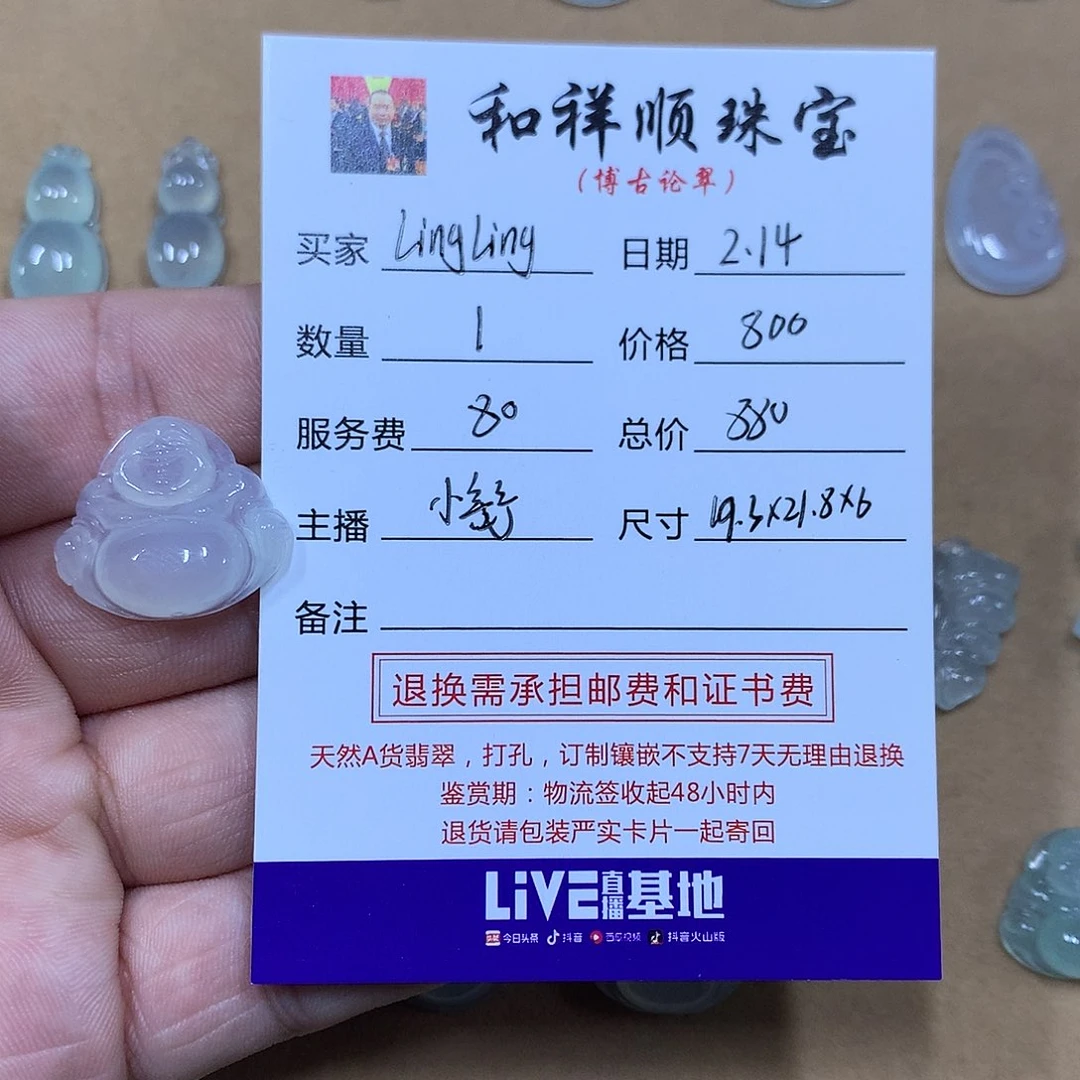 和祥顺珠宝
（博古论翠）
买家 LingLing 日期 2.14
数量 1 价格 800
服务费 80 总价 880
主播 小 尺寸 19.3x21.8x6
备注
退换需承担邮费和证书费
天然A货翡翠，打孔，订制镶嵌不支持7天无理由退换
鉴赏期：物流签收起48小时内
退货请包装严实卡片一起寄回
LiVE直播基地
今日头条 抖音 西瓜视频 抖音火山版